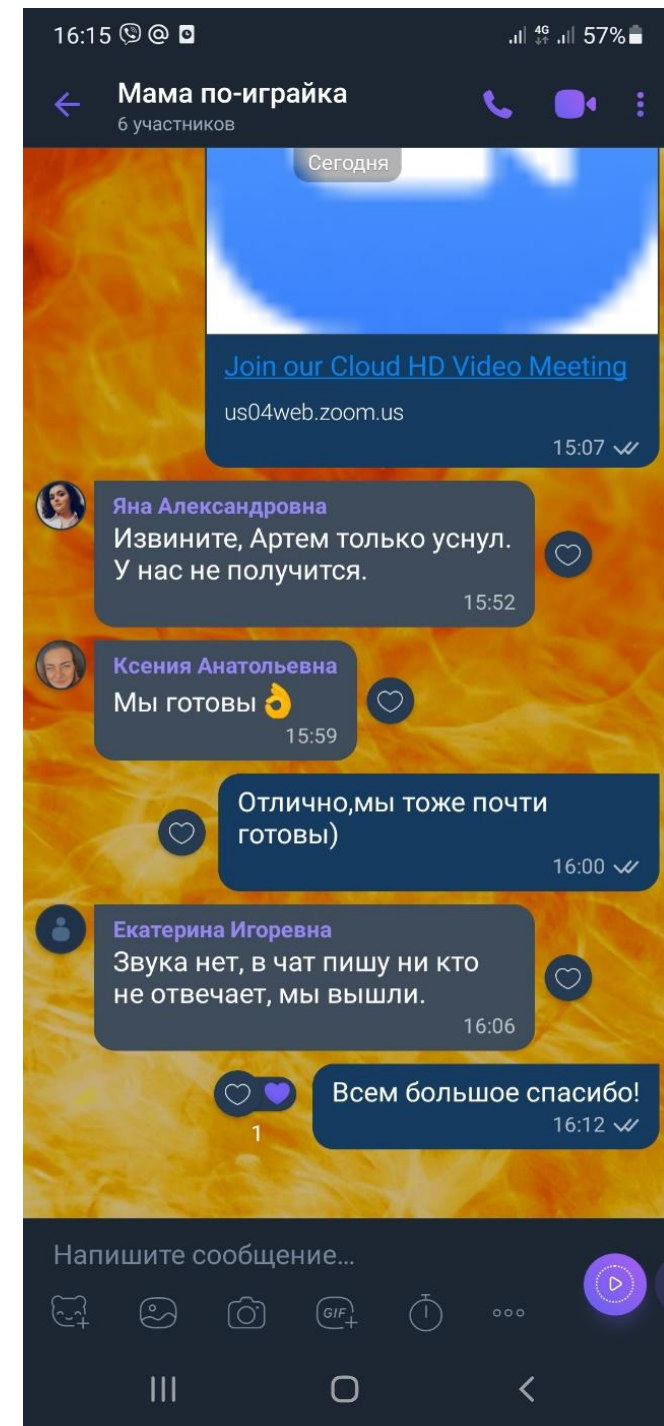 16:15
4G 57%
Мама по-играйка
6 участников
Сегодня
Join our Cloud HD Video Meeting
us04web.zoom.us
15:07
Яна Александровна
Извините, Артем только уснул.
У нас не получится.
15:52
Ксения Анатольевна
Мы готовы👌
15:59
Отлично,мы тоже почти
готовы)
16:00
Екатерина Игоревна
Звука нет, в чат пишу ни кто
не отвечает, мы вышли.
16:06
Всем большое спасибо!
16:12
1
Напишите сообщение...
GIF